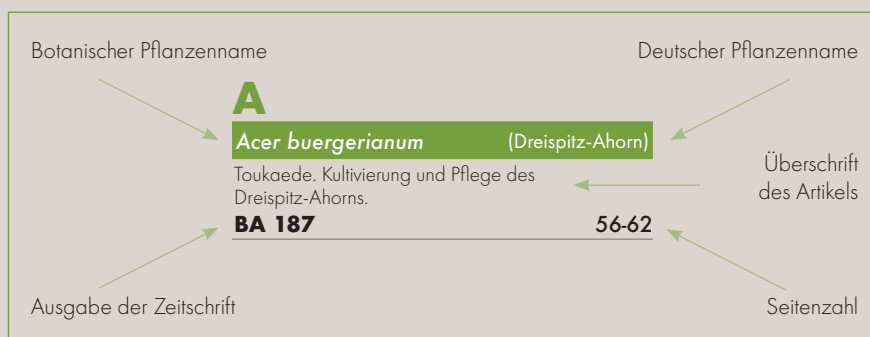 Botanischer Pflanzenname
Deutscher Pflanzenname
A
Acer buergerianum (Dreispitz-Ahorn)
Toukaede. Kultivierung und Pflege des
Dreispitz-Ahorns.
Überschrift
des Artikels
BA 187 56-62
Ausgabe der Zeitschrift
Seitenzahl